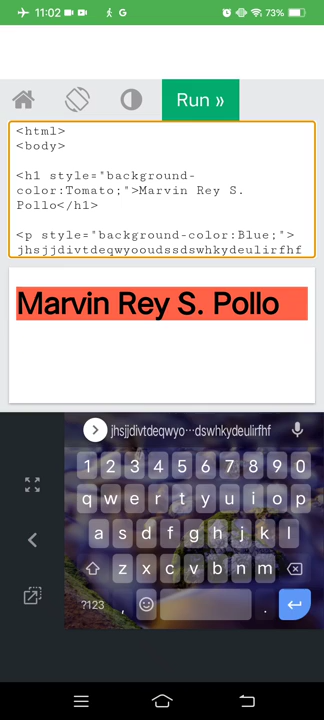 11:02 G 73%
Run »
<html>
<body>
<h1 style="background-
color:Tomato;">Marvin Rey S.
Pollo</h1>
<p style="background-color:Blue;">
jhsjjdivtdeqwyooudssdswhkydeulirfhf
Marvin Rey S. Pollo
jhsjjdivtdeqwyo···dswhkydeulirfhf
1 2 3 4 5 6 7 8 9 0
q w e r t y u i o p
a s d f g h j k l
z x c v b n m
?123 , .